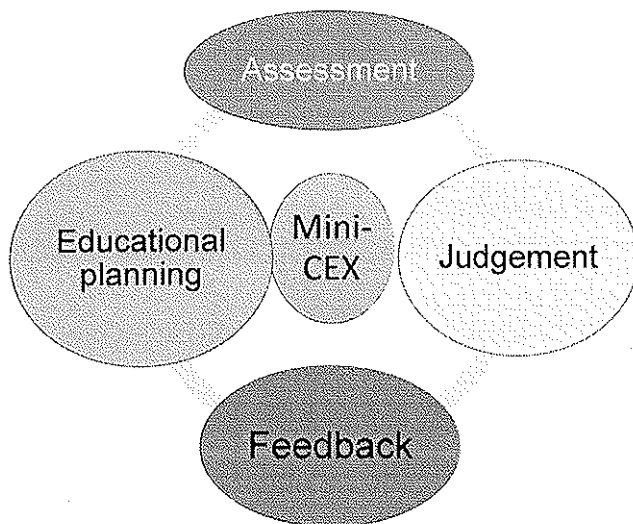 Assessment
Educational
planning
Mini-
CEX
Judgement
Feedback